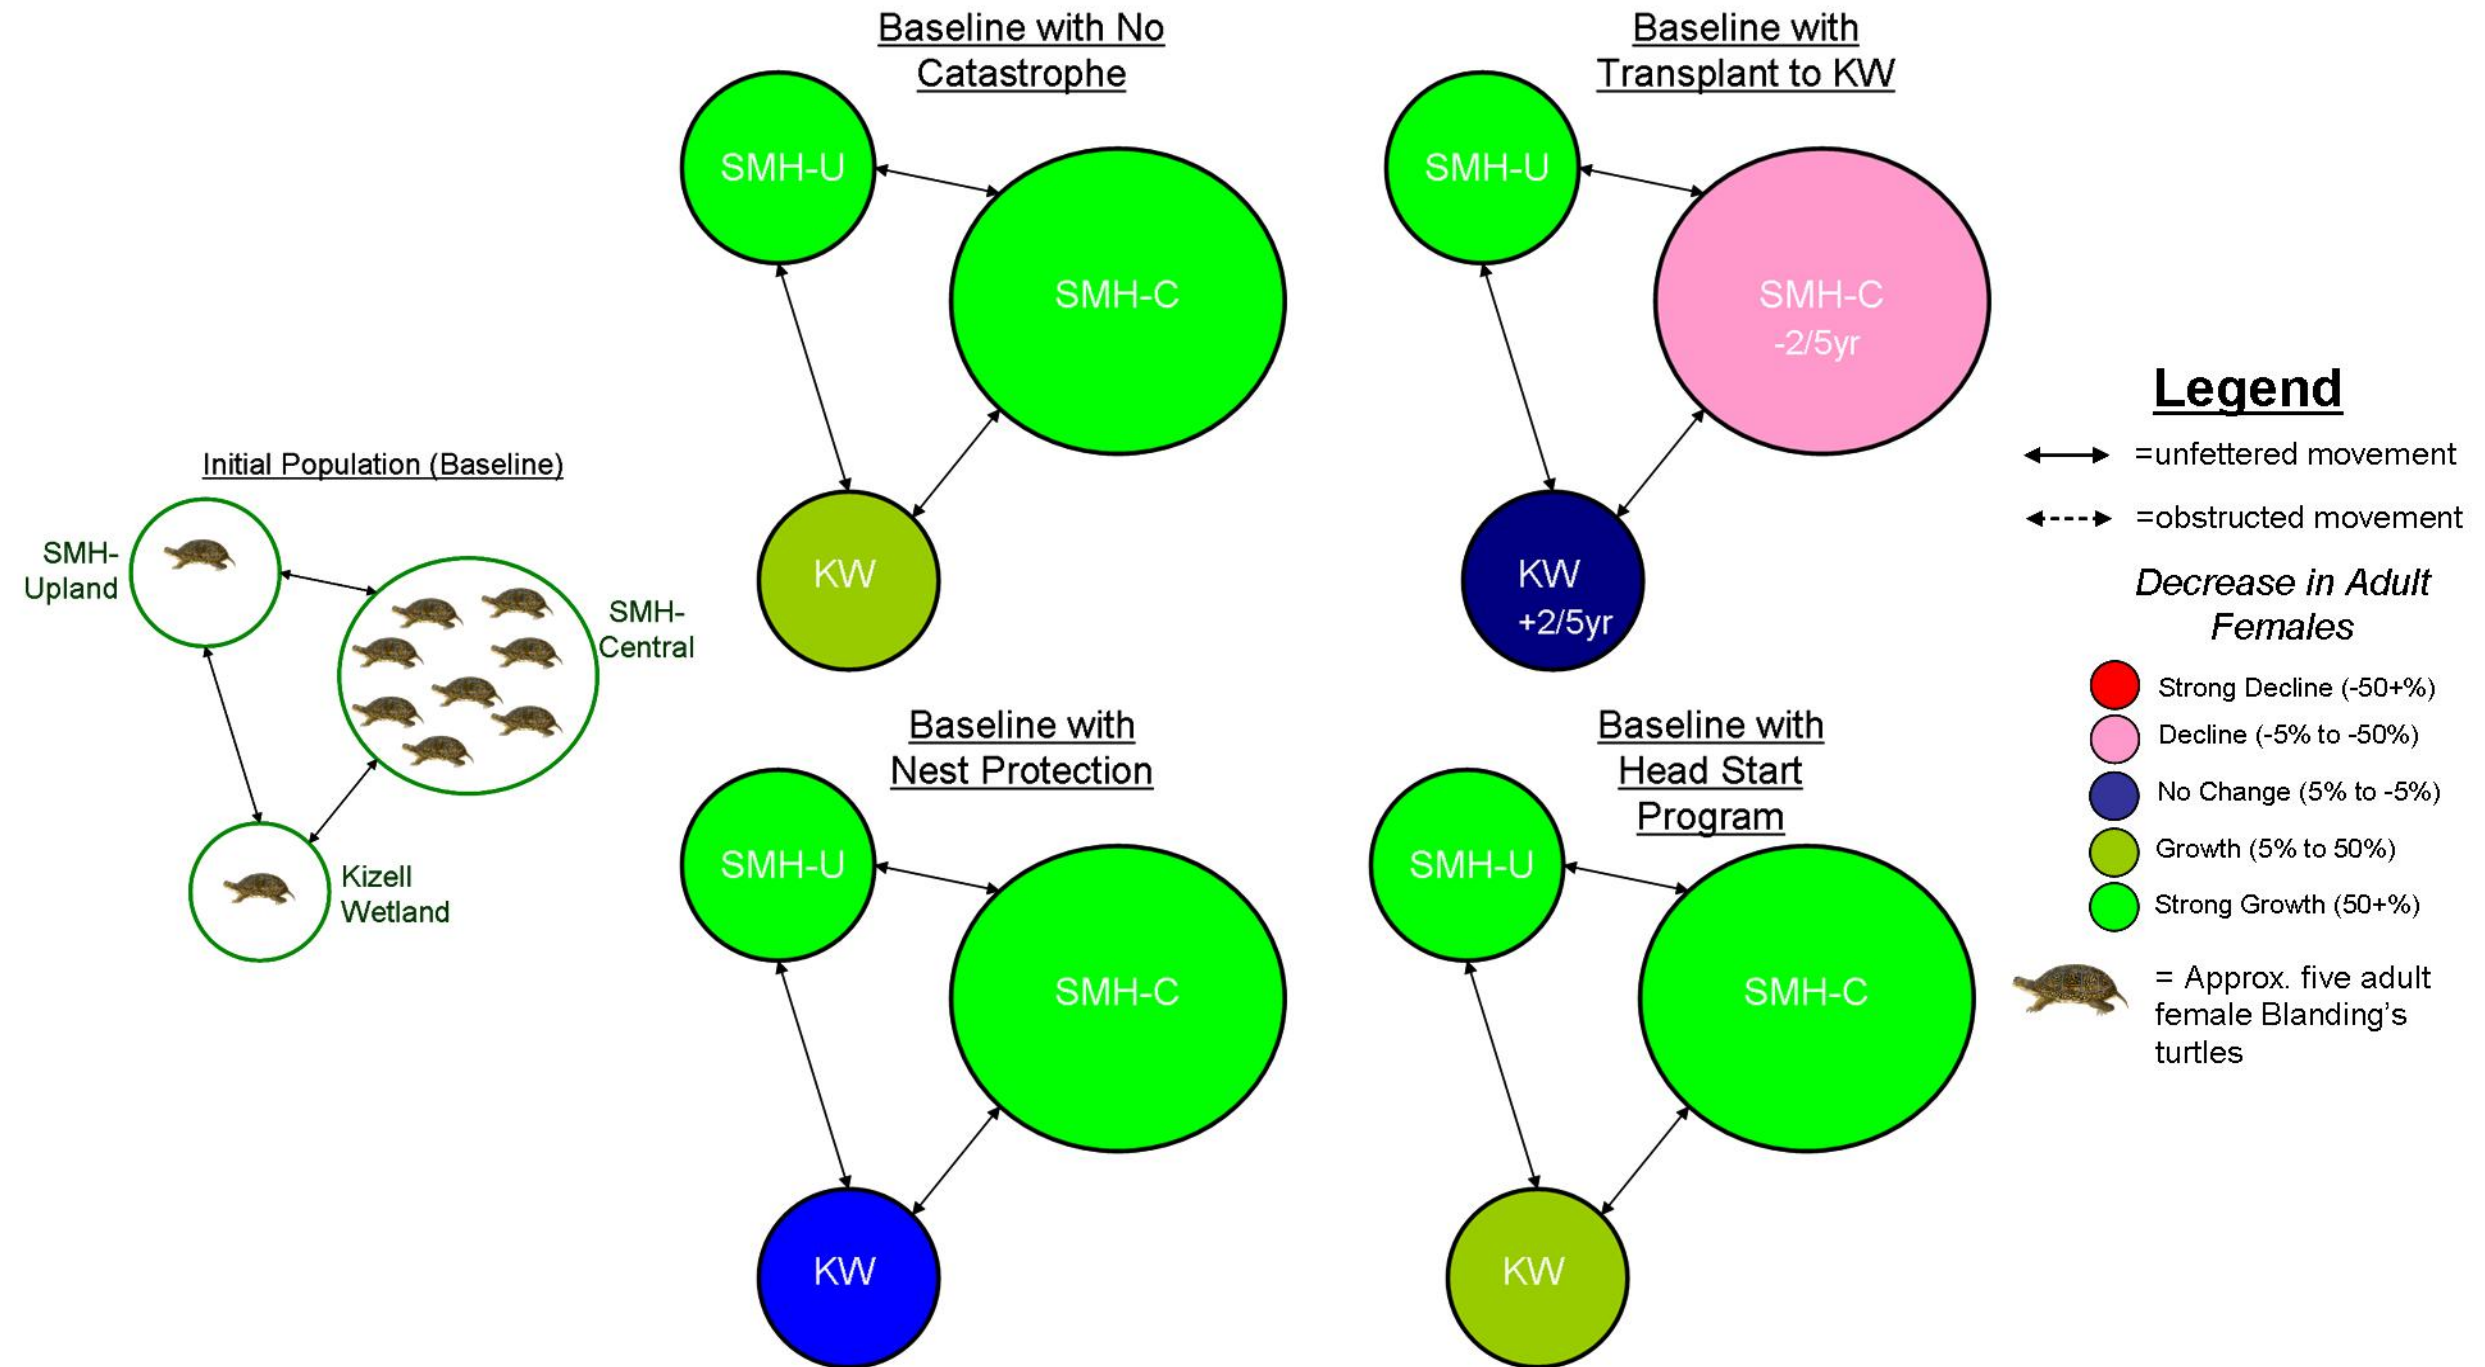 Baseline with No
Catastrophe
SMH-U
SMH-C
KW
Baseline with
Transplant to KW
SMH-U
SMH-C
-2/5yr
KW
+2/5yr
Initial Population (Baseline)
SMH-
Upland
SMH-
Central
Kizell
Wetland
Baseline with
Nest Protection
SMH-U
SMH-C
KW
Baseline with
Head Start
Program
SMH-U
SMH-C
KW
Legend
=unfettered movement
=obstructed movement
Decrease in Adult
Females
Strong Decline (-50+%)
Decline (-5% to -50%)
No Change (5% to -5%)
Growth (5% to 50%)
Strong Growth (50+%)
= Approx. five adult
female Blanding's
turtles